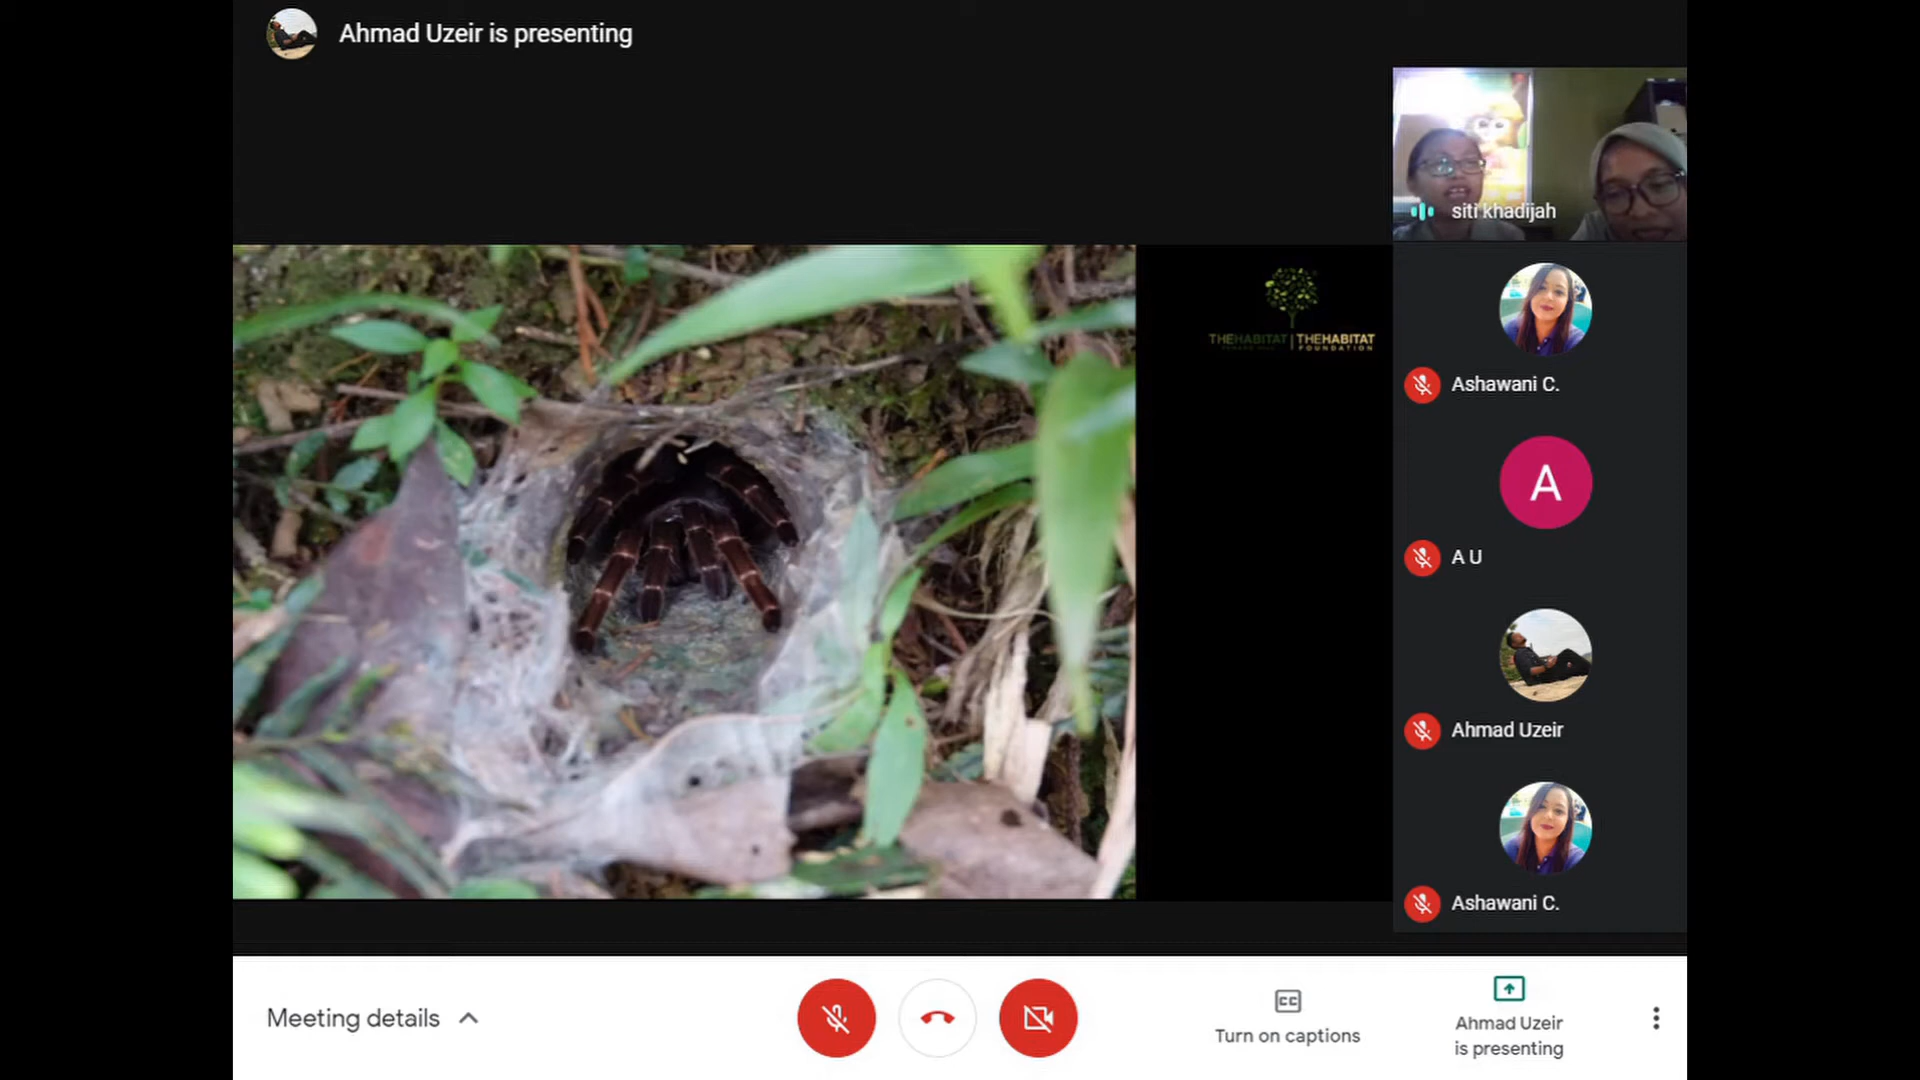 Ahmad Uzeir is presenting
siti khadijah
THEHABITAT | THEHABITAT
FOUNDATION
Ashawani C.
A
A U
Ahmad Uzeir
Ashawani C.
Meeting details
CC
Turn on captions
Ahmad Uzeir
is presenting